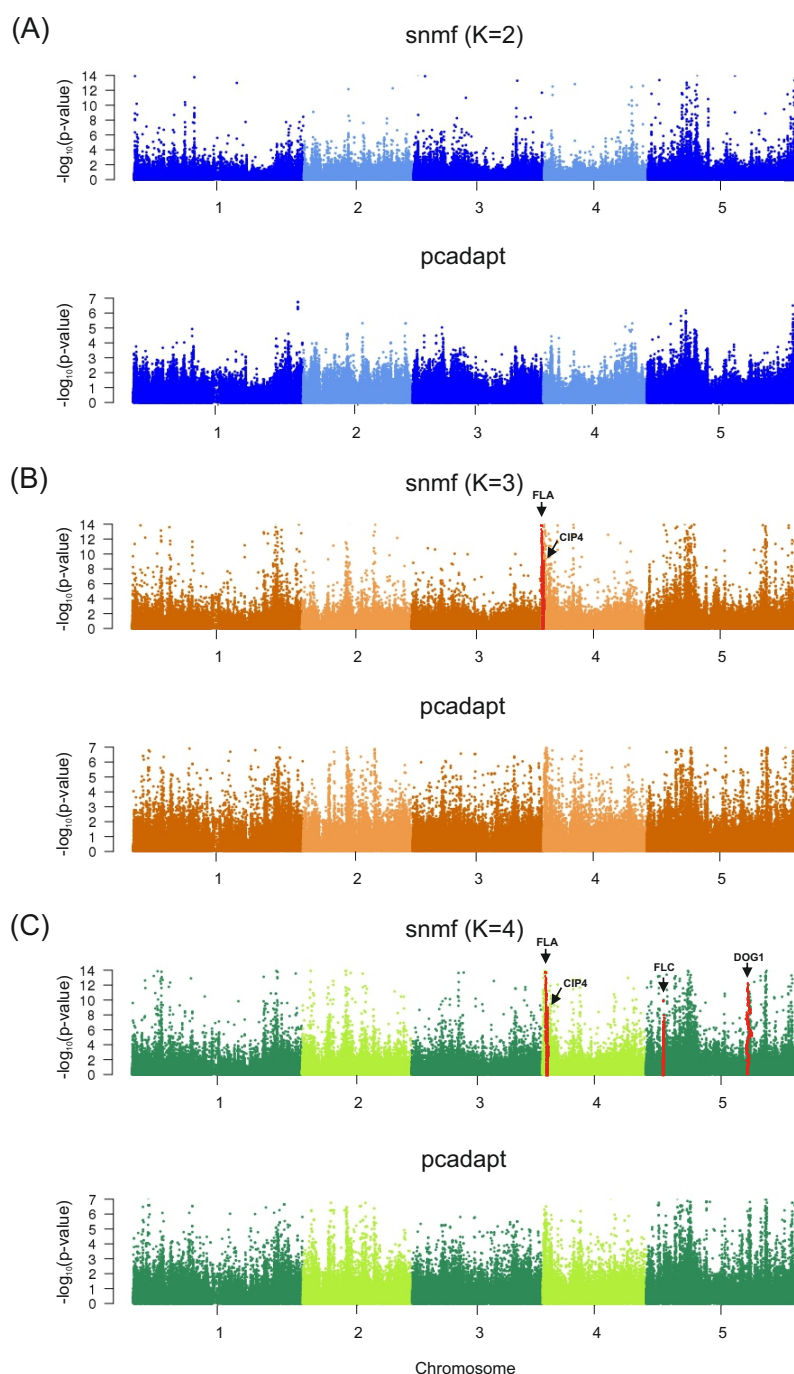 (A)
snmf (K=2)
-log₁₀(p-value)
14
12
10
8
6
4
2
0
1 2 3 4 5
pcadapt
-log₁₀(p-value)
7
6
5
4
3
2
1
0
1 2 3 4 5
(B)
snmf (K=3)
FLA
CIP4
-log₁₀(p-value)
14
12
10
8
6
4
2
0
1 2 3 4 5
pcadapt
-log₁₀(p-value)
7
6
5
4
3
2
1
0
1 2 3 4 5
(C)
snmf (K=4)
FLA
CIP4
FLC
DOG1
-log₁₀(p-value)
14
12
10
8
6
4
2
0
1 2 3 4 5
pcadapt
-log₁₀(p-value)
7
6
5
4
3
2
1
0
1 2 3 4 5
Chromosome